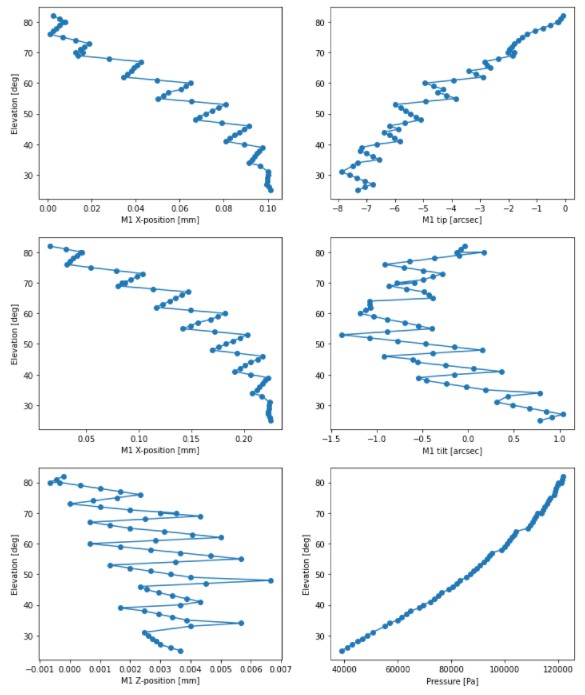 80
70
60
50
40
30
Elevation [deg]
0.00 0.02 0.04 0.06 0.08 0.10
M1 X-position [mm]
80
70
60
50
40
30
Elevation [deg]
−8 −7 −6 −5 −4 −3 −2 −1 0
M1 tip [arcsec]
80
70
60
50
40
30
Elevation [deg]
0.05 0.10 0.15 0.20
M1 X-position [mm]
80
70
60
50
40
30
Elevation [deg]
−1.5 −1.0 −0.5 0.0 0.5 1.0
M1 tilt [arcsec]
80
70
60
50
40
30
Elevation [deg]
−0.001 0.000 0.001 0.002 0.003 0.004 0.005 0.006 0.007
M1 Z-position [mm]
80
70
60
50
40
30
Elevation [deg]
40000 60000 80000 100000 120000
Pressure [Pa]